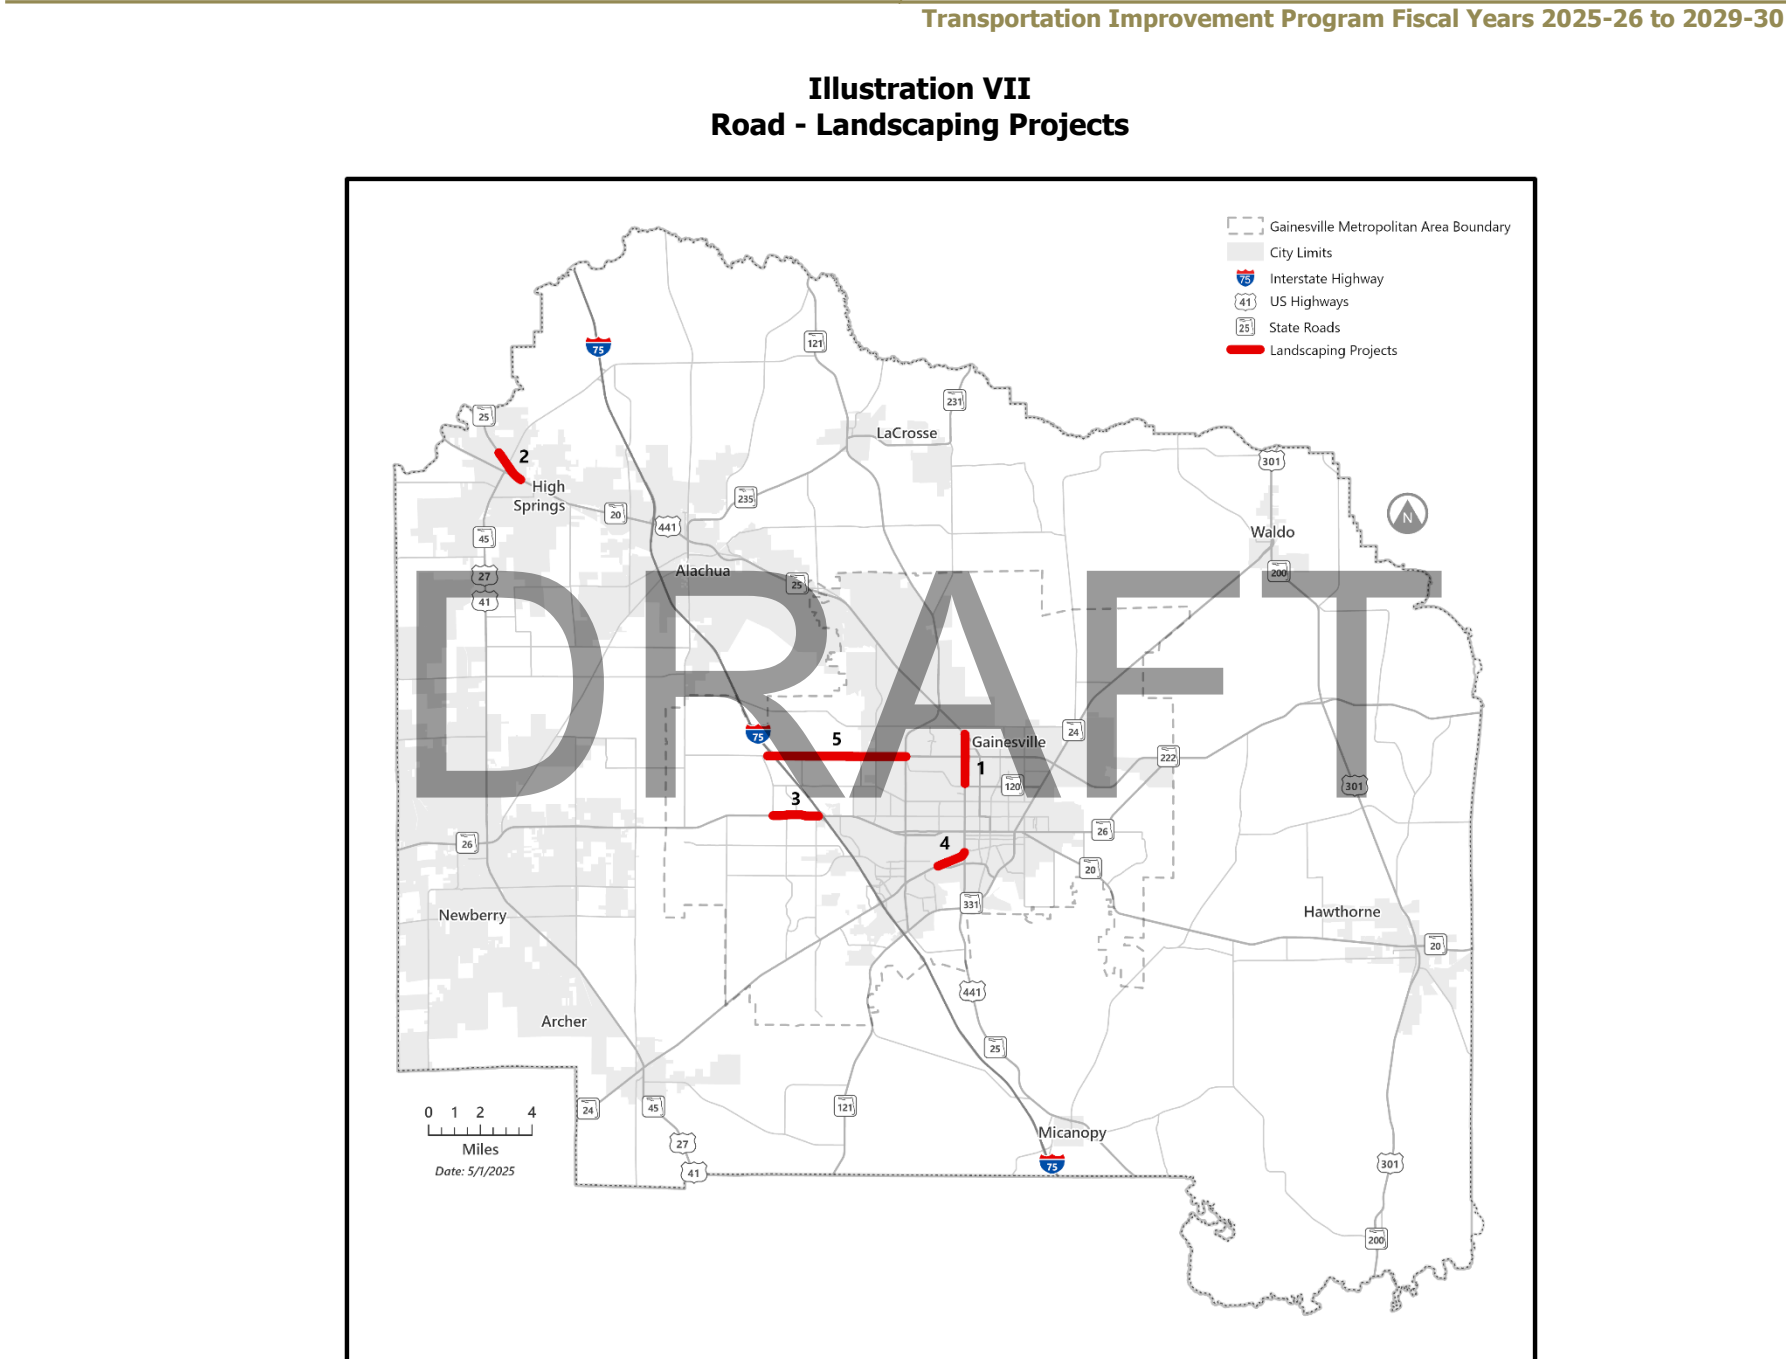 Transportation Improvement Program Fiscal Years 2025-26 to 2029-30
Illustration VII
Road - Landscaping Projects
Gainesville Metropolitan Area Boundary
City Limits
75 Interstate Highway
41 US Highways
25 State Roads
Landscaping Projects
75
121
231
25
LaCrosse
2
301
High
Springs
235
20
441
N
45
Waldo
27
Alachua
25
200
41
DRAFT
75
5
Gainesville
24
222
1
120
301
3
26
26
4
20
331
Newberry
Hawthorne
20
441
Archer
25
0 1 2 4
Miles
Date: 5/1/2025
24
45
121
27
Micanopy
41
75
301
200